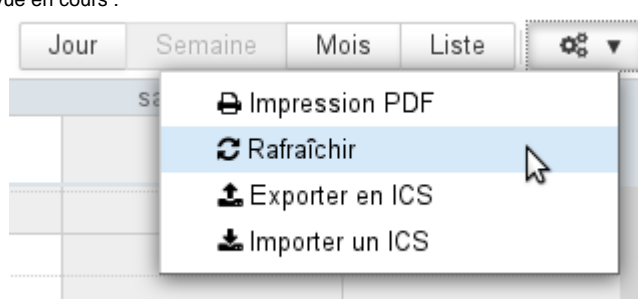 vue en cours :
Jour Semaine Mois Liste
Impression PDF
Rafraîchir
Exporter en ICS
Importer un ICS